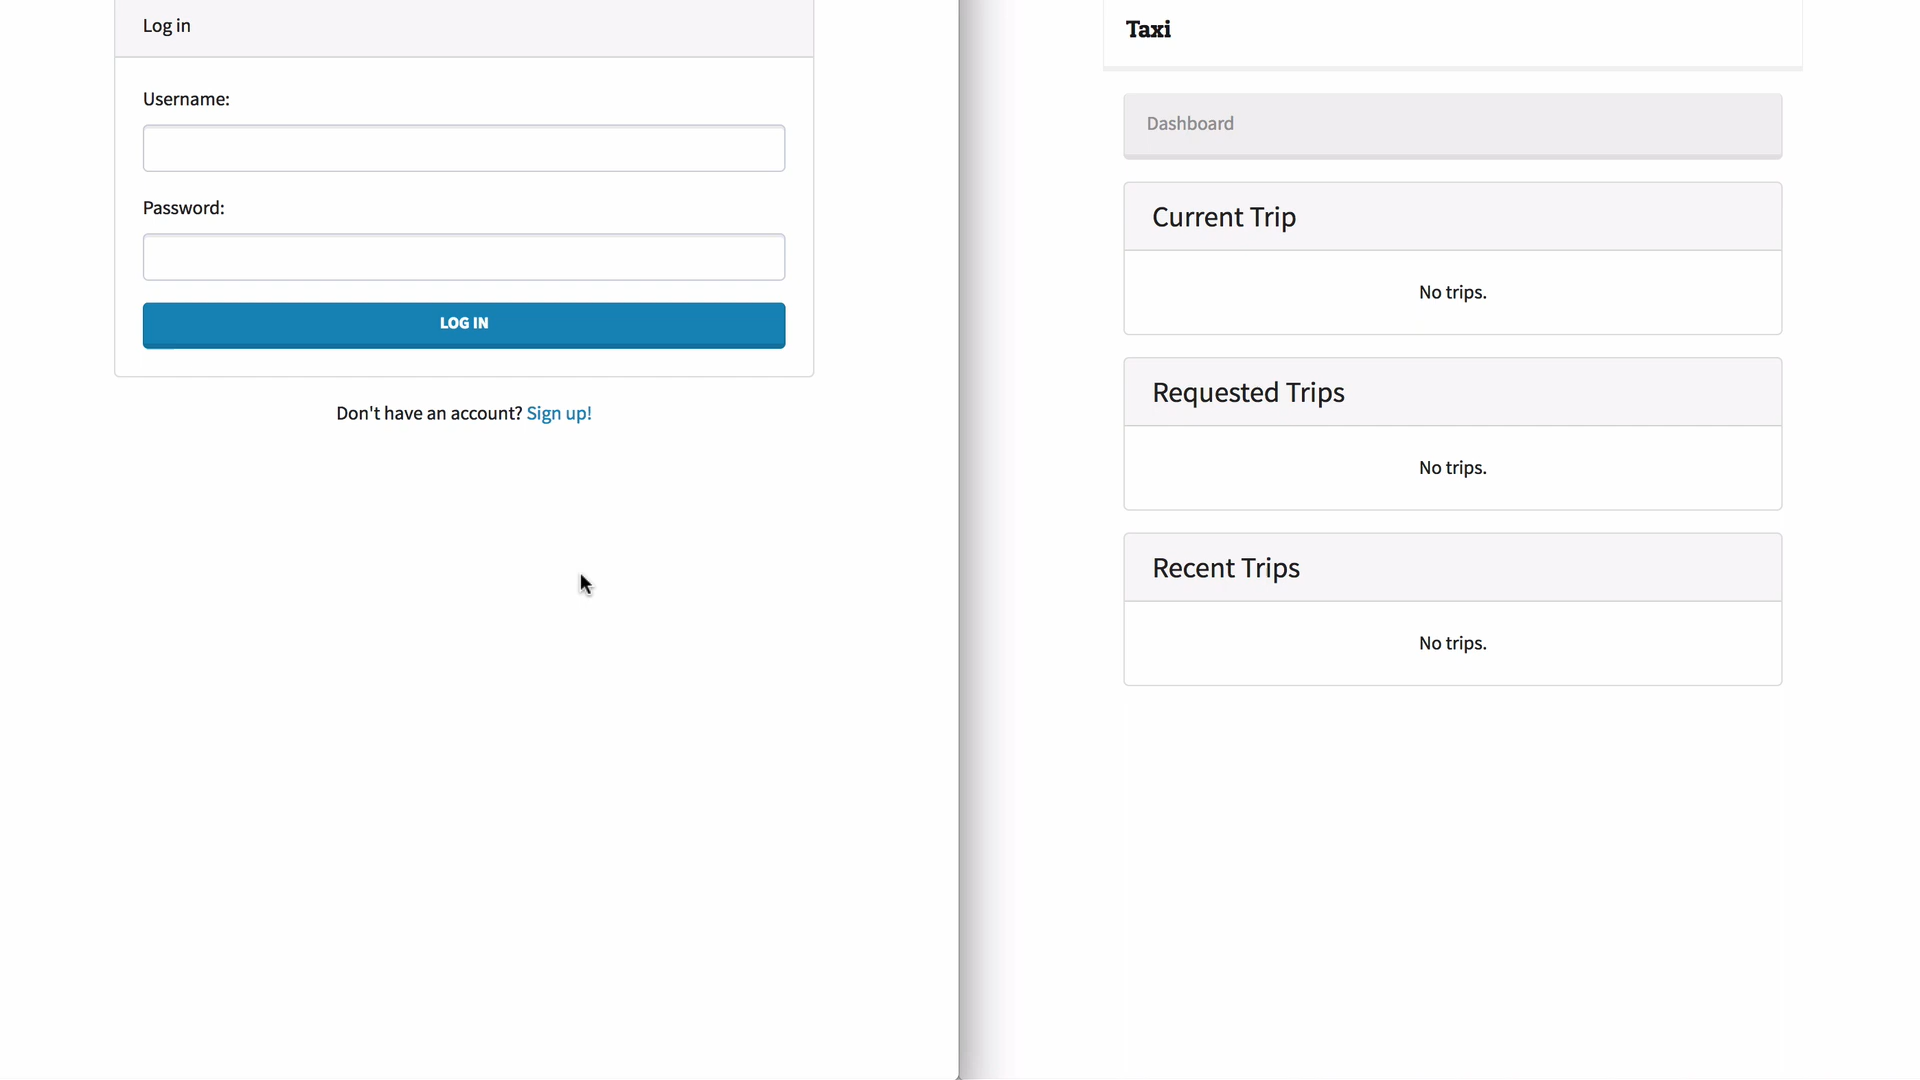 Log in
Username:
Password:
LOG IN
Don't have an account? Sign up!
Taxi
Dashboard
Current Trip
No trips.
Requested Trips
No trips.
Recent Trips
No trips.